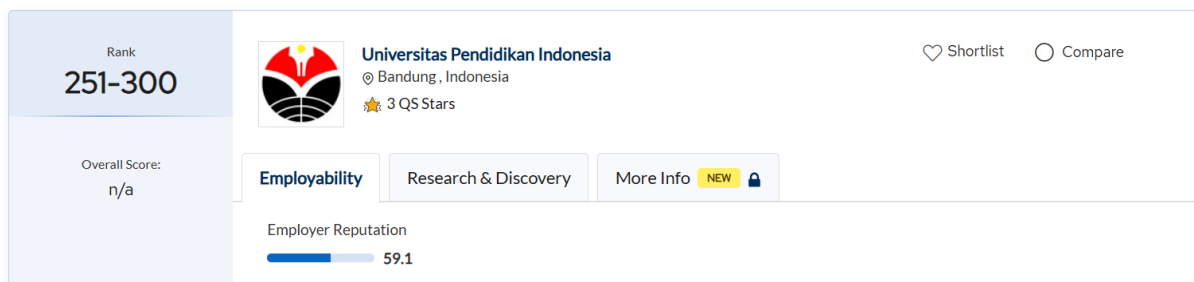 Rank
251-300
Universitas Pendidikan Indonesia
Bandung , Indonesia
3 QS Stars
Shortlist
Compare
Overall Score:
n/a
Employability
Research & Discovery
More Info NEW
Employer Reputation
59.1